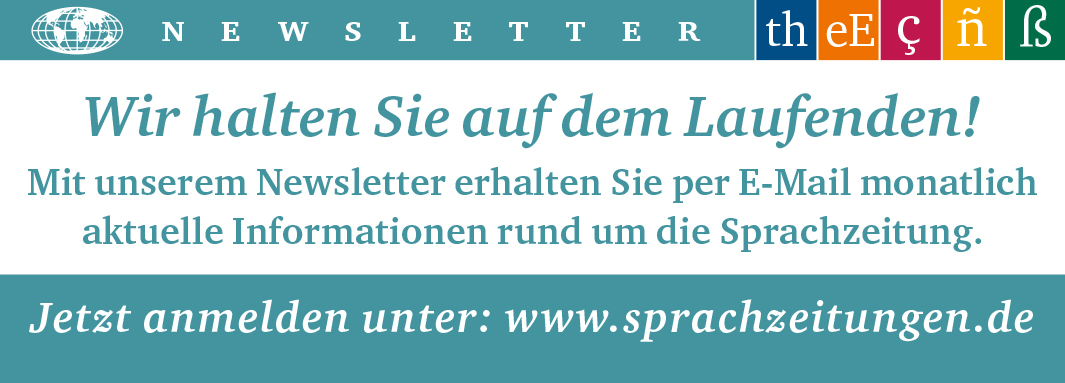 NEWSLETTER th eE ç ñ ß
Wir halten Sie auf dem Laufenden!
Mit unserem Newsletter erhalten Sie per E-Mail monatlich
aktuelle Informationen rund um die Sprachzeitung.
Jetzt anmelden unter: www.sprachzeitungen.de